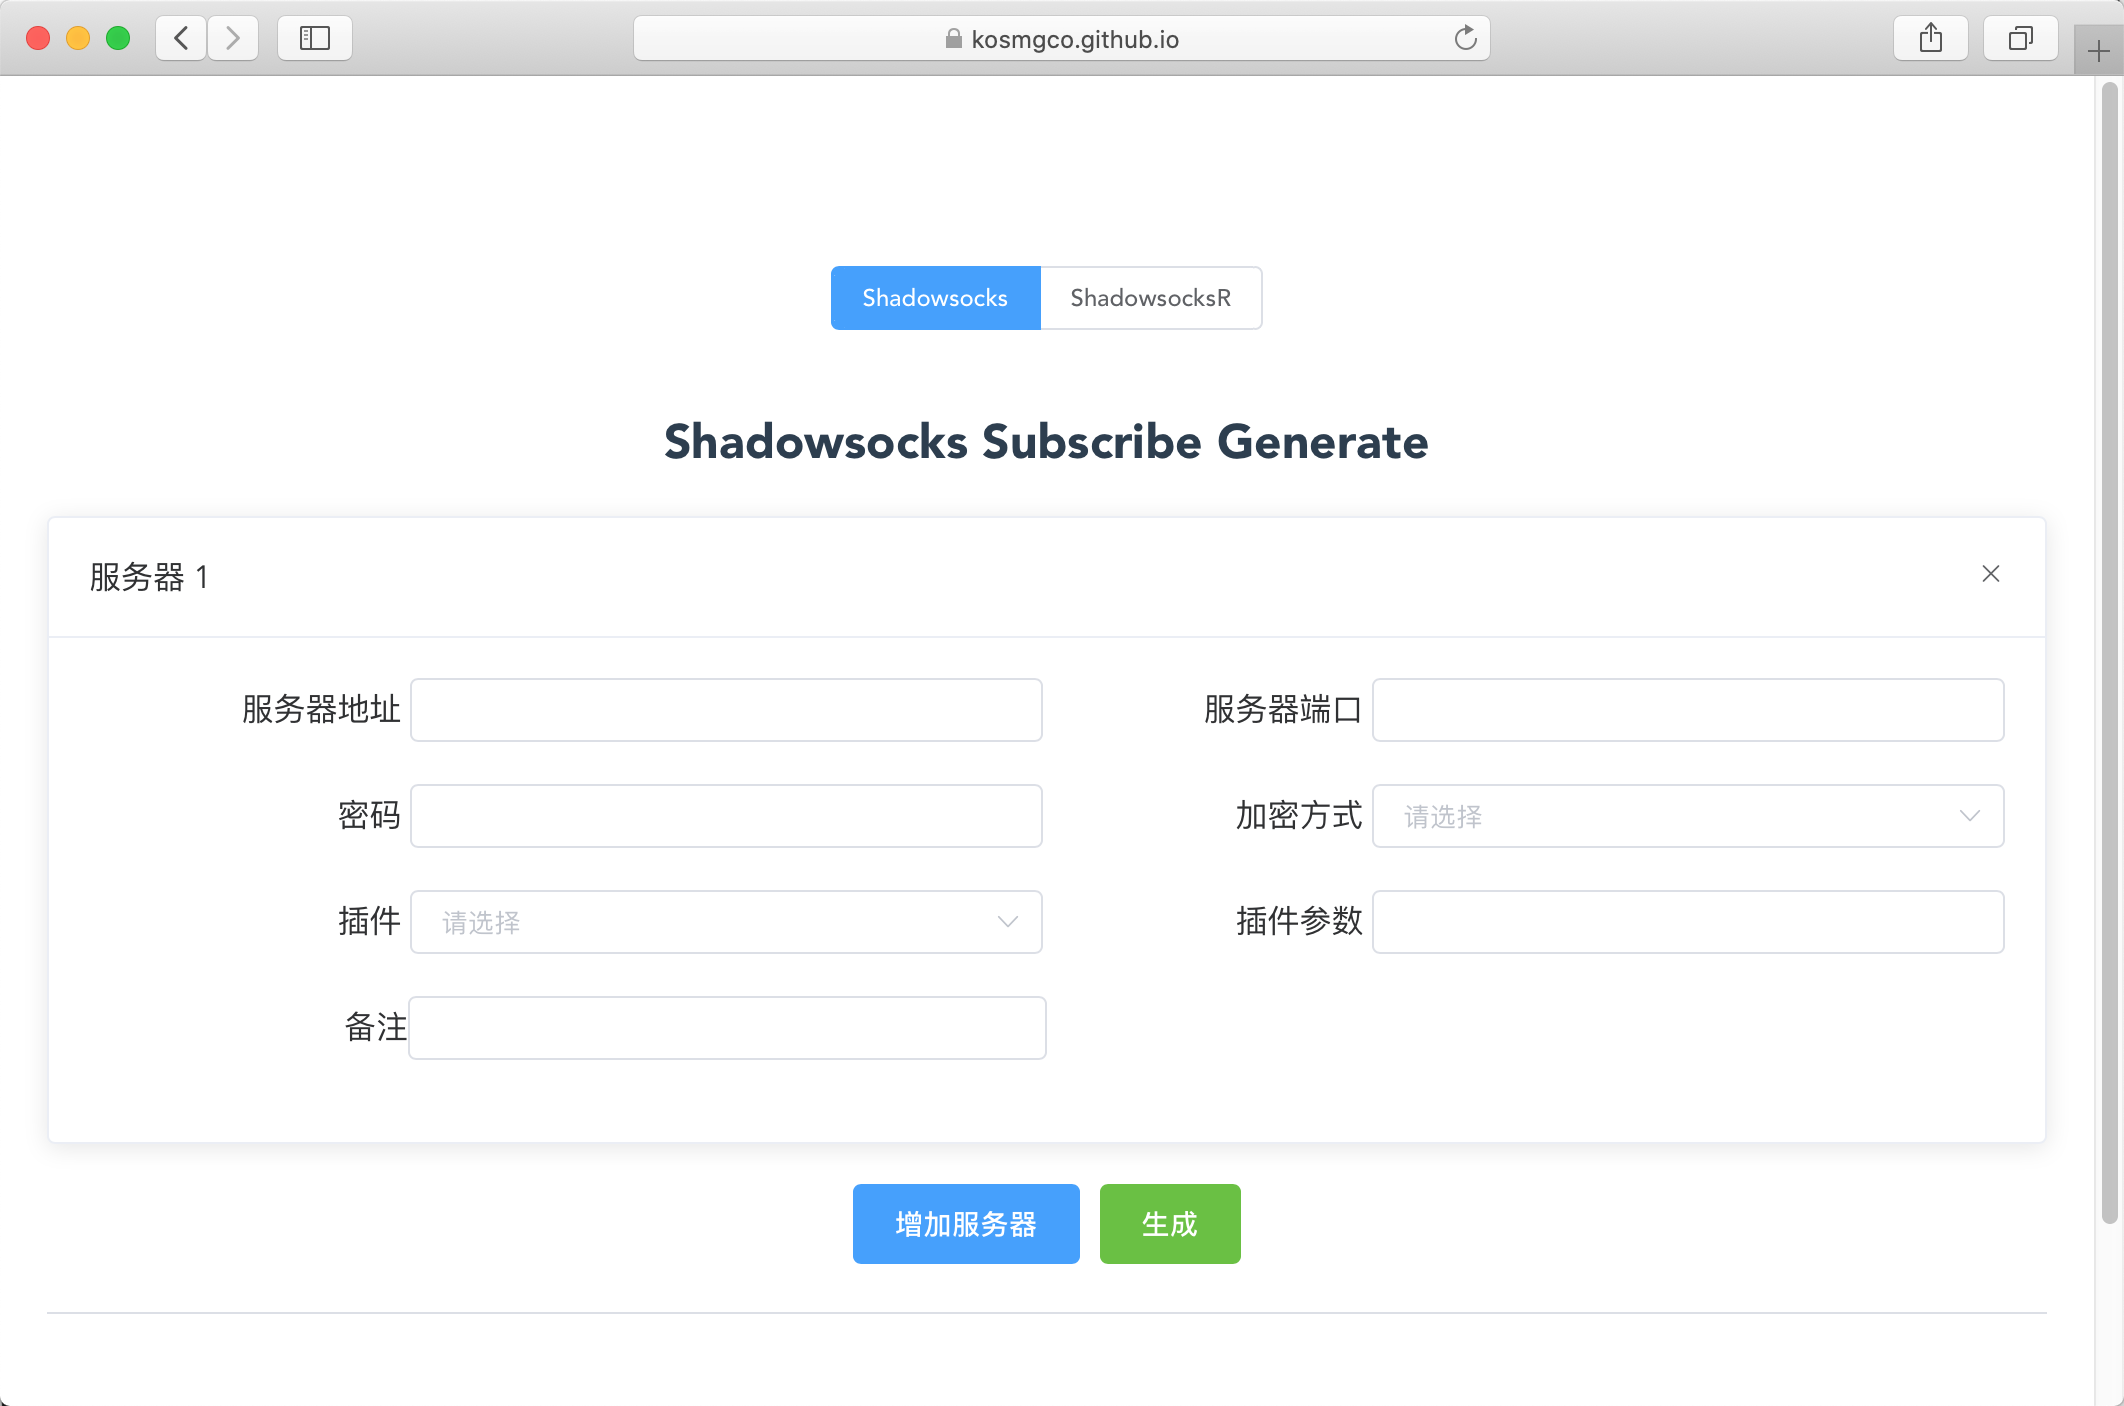 kosmgco.github.io
Shadowsocks ShadowsocksR
Shadowsocks Subscribe Generate
服务器 1
服务器地址 服务器端口
密码 加密方式 请选择
插件 请选择 插件参数
备注
增加服务器 生成